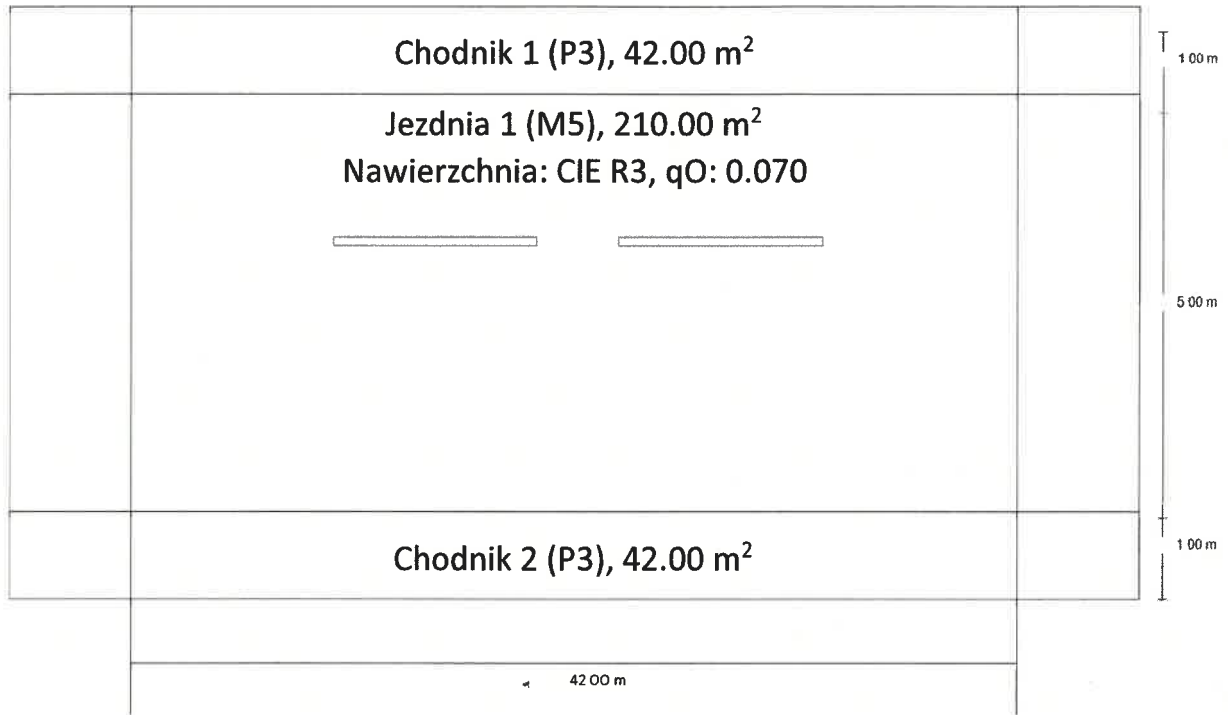 Chodnik 1 (P3), 42.00 m²
1 00 m
Jezdnia 1 (M5), 210.00 m²
Nawierzchnia: CIE R3, qO: 0.070
5 00 m
Chodnik 2 (P3), 42.00 m²
1 00 m
42 00 m